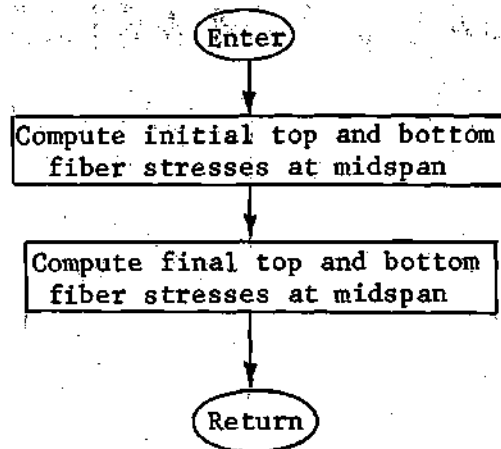 Enter
Compute initial top and bottom
fiber stresses at midspan
Compute final top and bottom
fiber stresses at midspan
Return